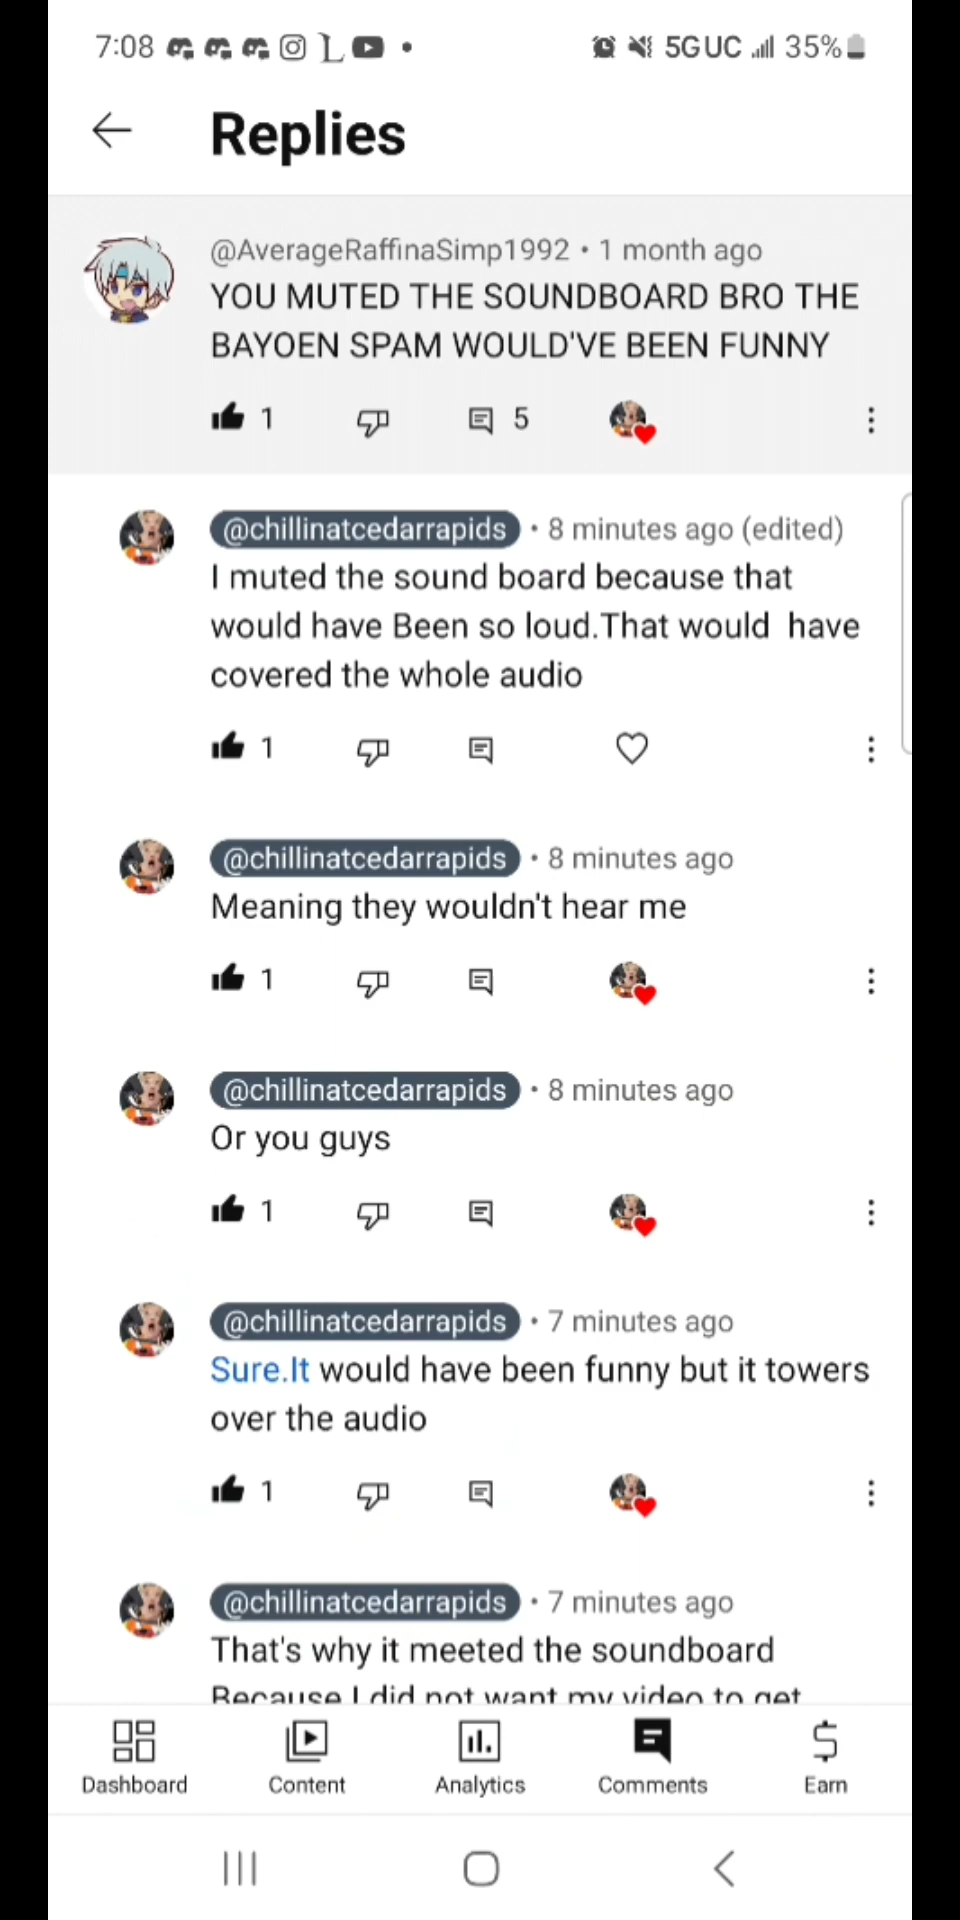 7:08 L 5G UC 35%
Replies
@AverageRaffinaSimp1992 • 1 month ago
YOU MUTED THE SOUNDBOARD BRO THE
BAYOEN SPAM WOULD'VE BEEN FUNNY
1 5
@chillinatcedarrapids • 8 minutes ago (edited)
I muted the sound board because that
would have Been so loud.That would  have
covered the whole audio
1
@chillinatcedarrapids • 8 minutes ago
Meaning they wouldn't hear me
1
@chillinatcedarrapids • 8 minutes ago
Or you guys
1
@chillinatcedarrapids • 7 minutes ago
Sure.It would have been funny but it towers
over the audio
1
@chillinatcedarrapids • 7 minutes ago
That's why it meeted the soundboard
Because I did not want my video to get
Dashboard Content Analytics Comments Earn